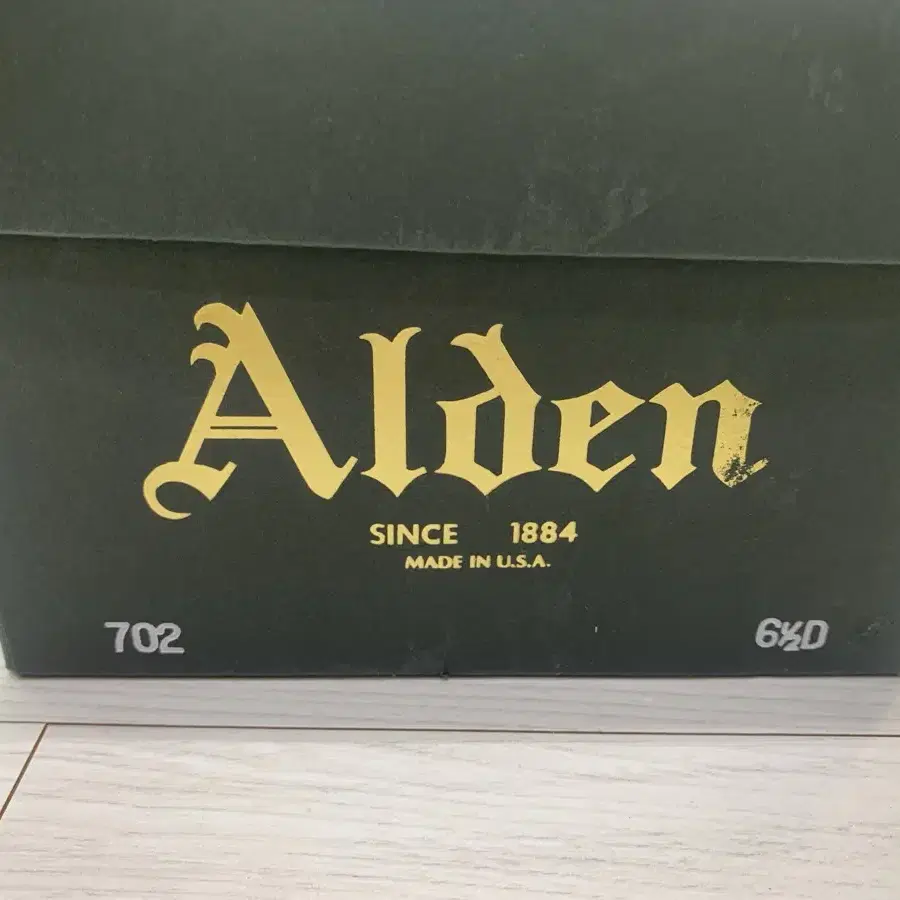 Alden
SINCE 1884
MADE IN U.S.A.
702 6½D